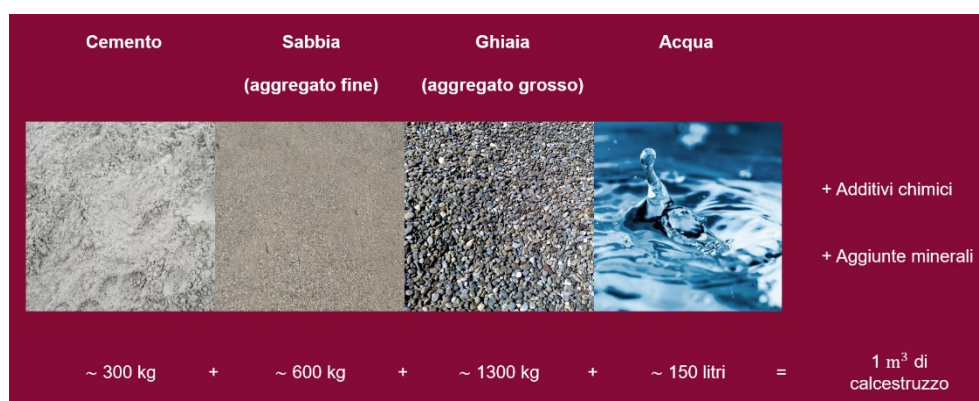 Cemento
Sabbia
(aggregato fine)
Ghiaia
(aggregato grosso)
Acqua
+ Additivi chimici
+ Aggiunte minerali
~ 300 kg + ~ 600 kg + ~ 1300 kg + ~ 150 litri = 1 m³ di
calcestruzzo